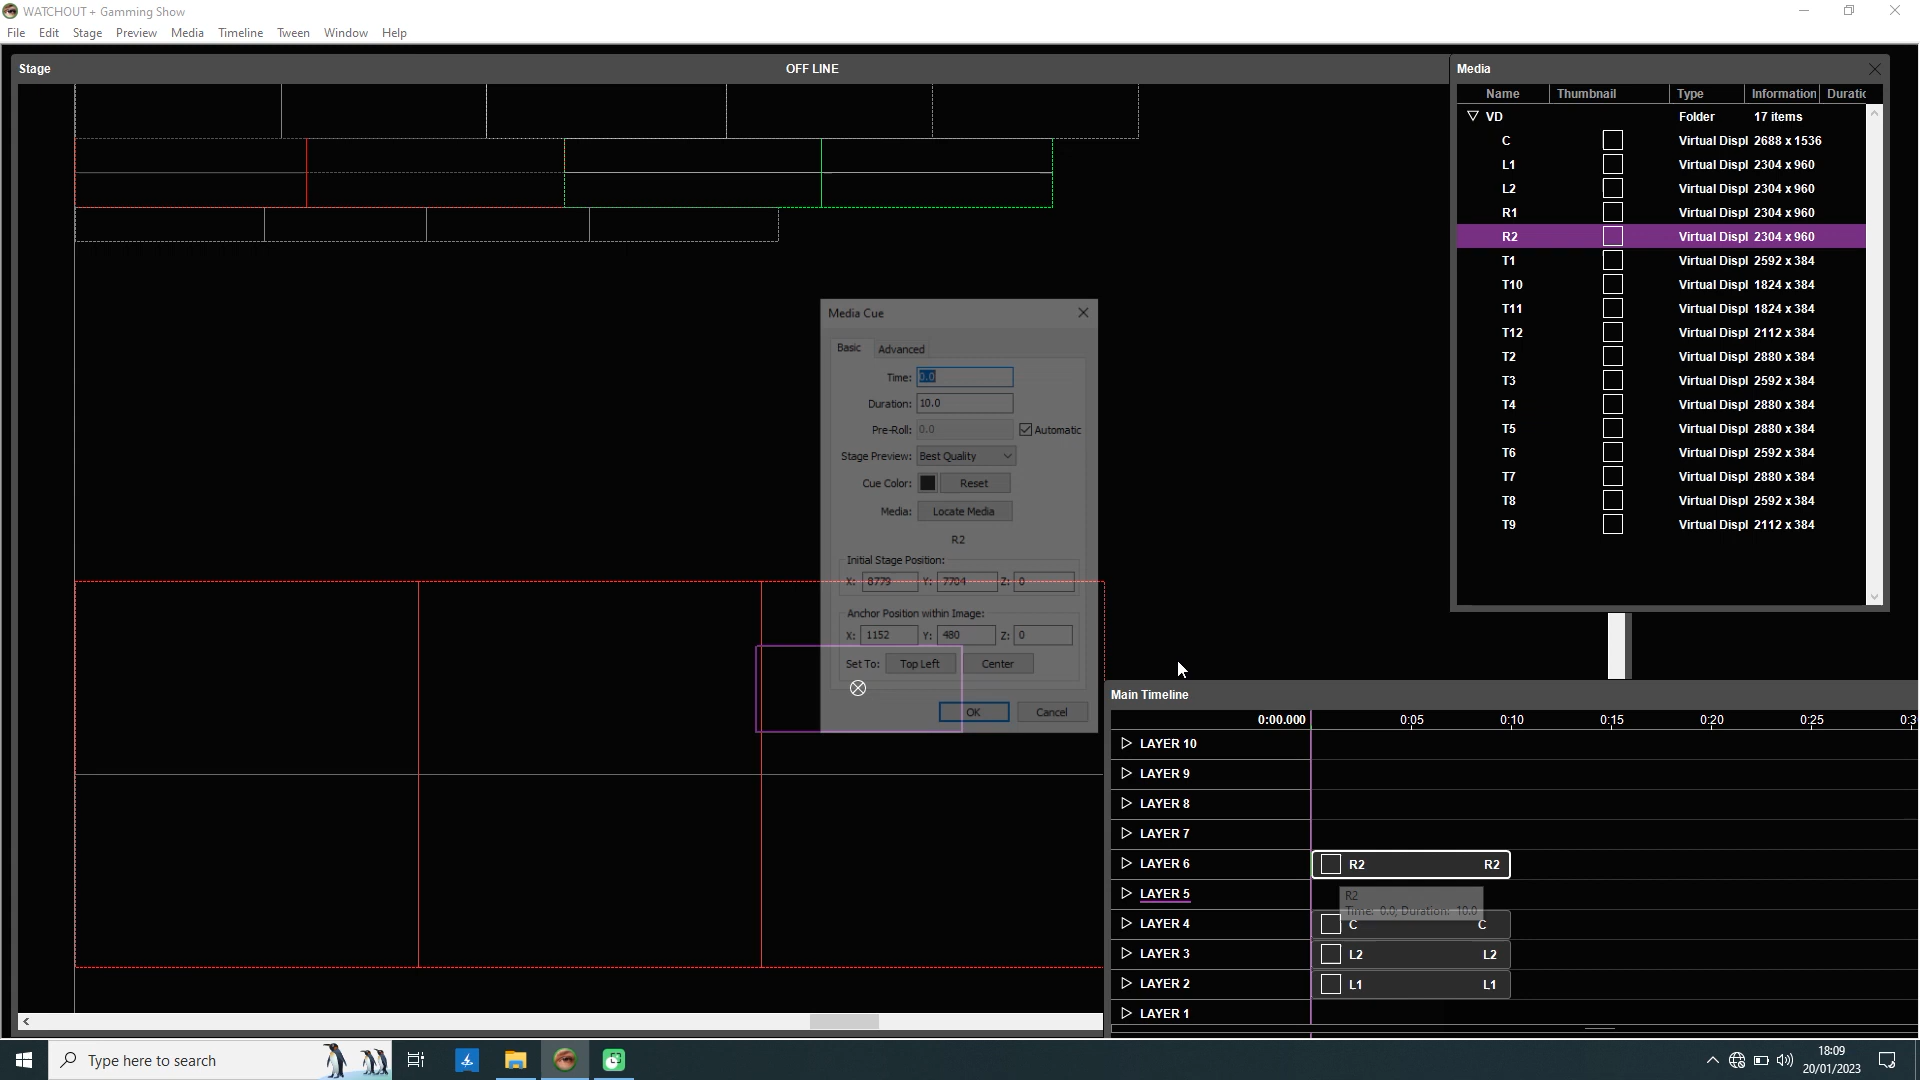 WATCHOUT + Gamming Show
File Edit Stage Preview Media Timeline Tween Window Help
Stage OFF LINE
Media
Name Thumbnail Type Information Duratic
VD Folder 17 items
C Virtual Displ 2688 x 1536
L1 Virtual Displ 2304 x 960
L2 Virtual Displ 2304 x 960
R1 Virtual Displ 2304 x 960
R2 Virtual Displ 2304 x 960
T1 Virtual Displ 2592 x 384
T10 Virtual Displ 1824 x 384
T11 Virtual Displ 1824 x 384
T12 Virtual Displ 2112 x 384
T2 Virtual Displ 2880 x 384
T3 Virtual Displ 2592 x 384
T4 Virtual Displ 2880 x 384
T5 Virtual Displ 2880 x 384
T6 Virtual Displ 2592 x 384
T7 Virtual Displ 2880 x 384
T8 Virtual Displ 2592 x 384
T9 Virtual Displ 2112 x 384
Media Cue
Basic Advanced
Time: 0.0
Duration: 10.0
Pre-Roll: 0.0 Automatic
Stage Preview: Best Quality
Cue Color: Reset
Media: Locate Media
R2
Initial Stage Position:
X: 8779 Y: 7704 Z: 0
Anchor Position within Image:
X: 1152 Y: 480 Z: 0
Set To: Top Left Center
OK Cancel
Main Timeline
0:00.000 0:05 0:10 0:15 0:20 0:25 0:3
LAYER 10
LAYER 9
LAYER 8
LAYER 7
LAYER 6 R2 R2
LAYER 5 R2
Time: 0.0; Duration: 10.0
LAYER 4 C C
LAYER 3 L2 L2
LAYER 2 L1 L1
LAYER 1
Type here to search
18:09
20/01/2023